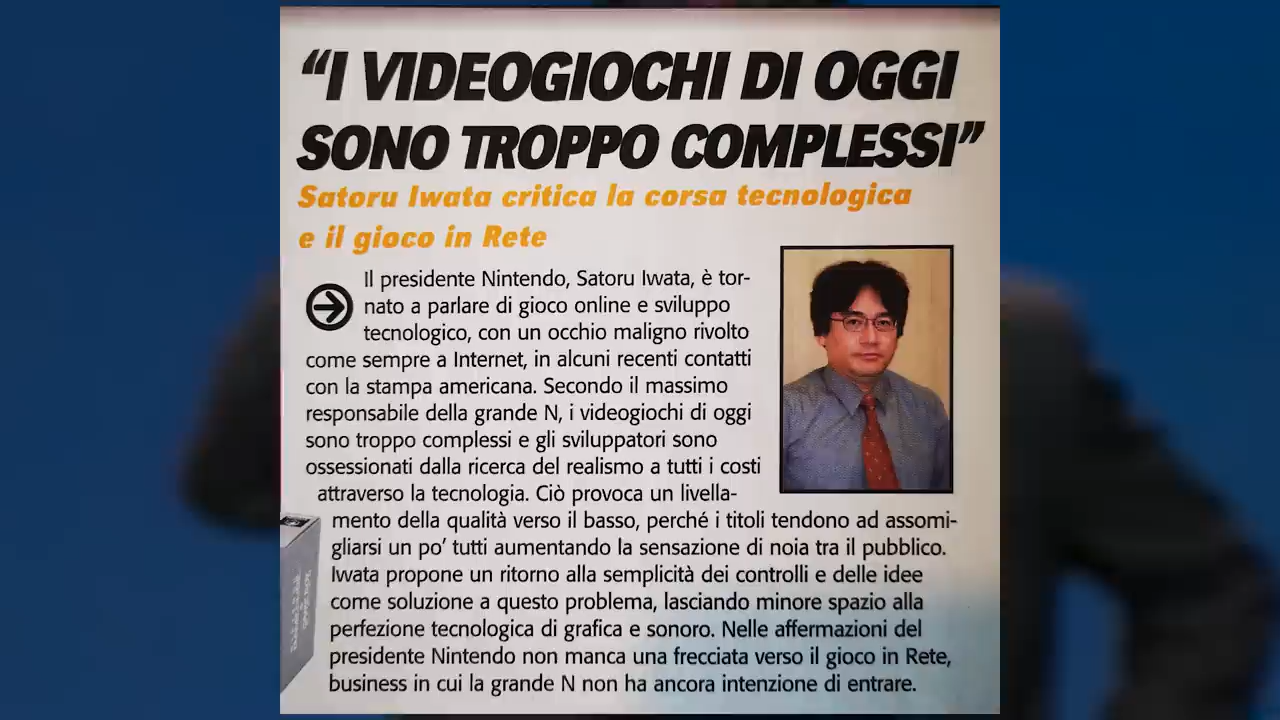 “I VIDEOGIOCHI DI OGGI
SONO TROPPO COMPLESSI”
Satoru Iwata critica la corsa tecnologica
e il gioco in Rete
Il presidente Nintendo, Satoru Iwata, è tor-
nato a parlare di gioco online e sviluppo
tecnologico, con un occhio maligno rivolto
come sempre a Internet, in alcuni recenti contatti
con la stampa americana. Secondo il massimo
responsabile della grande N, i videogiochi di oggi
sono troppo complessi e gli sviluppatori sono
ossessionati dalla ricerca del realismo a tutti i costi
attraverso la tecnologia. Ciò provoca un livella-
mento della qualità verso il basso, perché i titoli tendono ad assomi-
gliarsi un po’ tutti aumentando la sensazione di noia tra il pubblico.
Iwata propone un ritorno alla semplicità dei controlli e delle idee
come soluzione a questo problema, lasciando minore spazio alla
perfezione tecnologica di grafica e sonoro. Nelle affermazioni del
presidente Nintendo non manca una frecciata verso il gioco in Rete,
business in cui la grande N non ha ancora intenzione di entrare.